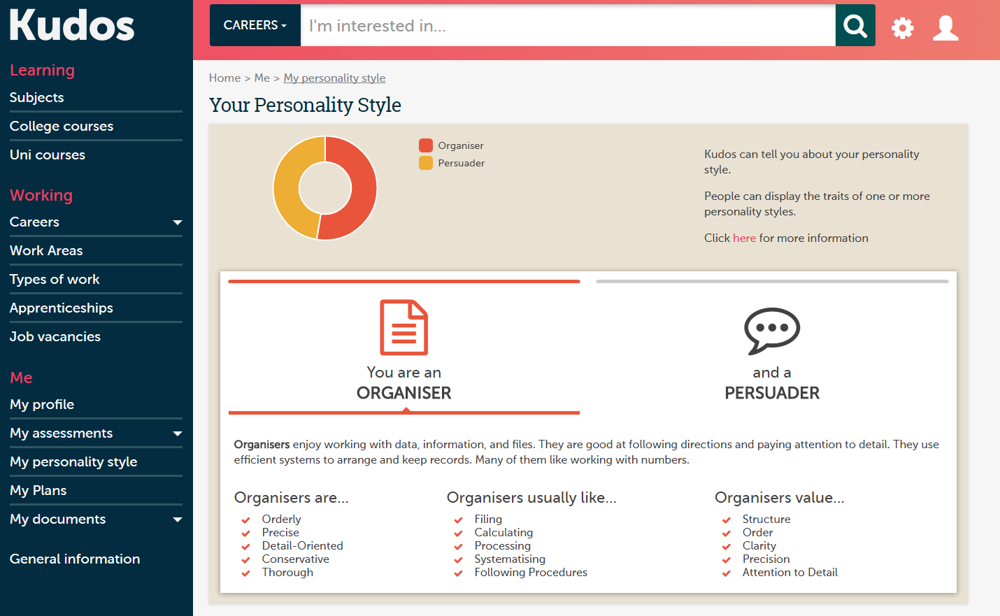 Kudos
Learning
Subjects
College courses
Uni courses
Working
Careers
Work Areas
Types of work
Apprenticeships
Job vacancies
Me
My profile
My assessments
My personality style
My Plans
My documents
General information
CAREERS
I'm interested in...
Home > Me > My personality style
Your Personality Style
Organiser
Persuader
Kudos can tell you about your personality
style.
People can display the traits of one or more
personality styles.
Click here for more information
You are an
ORGANISER
and a
PERSUADER
Organisers enjoy working with data, information, and files. They are good at following directions and paying attention to detail. They use
efficient systems to arrange and keep records. Many of them like working with numbers.
Organisers are...
Orderly
Precise
Detail-Oriented
Conservative
Thorough
Organisers usually like...
Filing
Calculating
Processing
Systematising
Following Procedures
Organisers value...
Structure
Order
Clarity
Precision
Attention to Detail